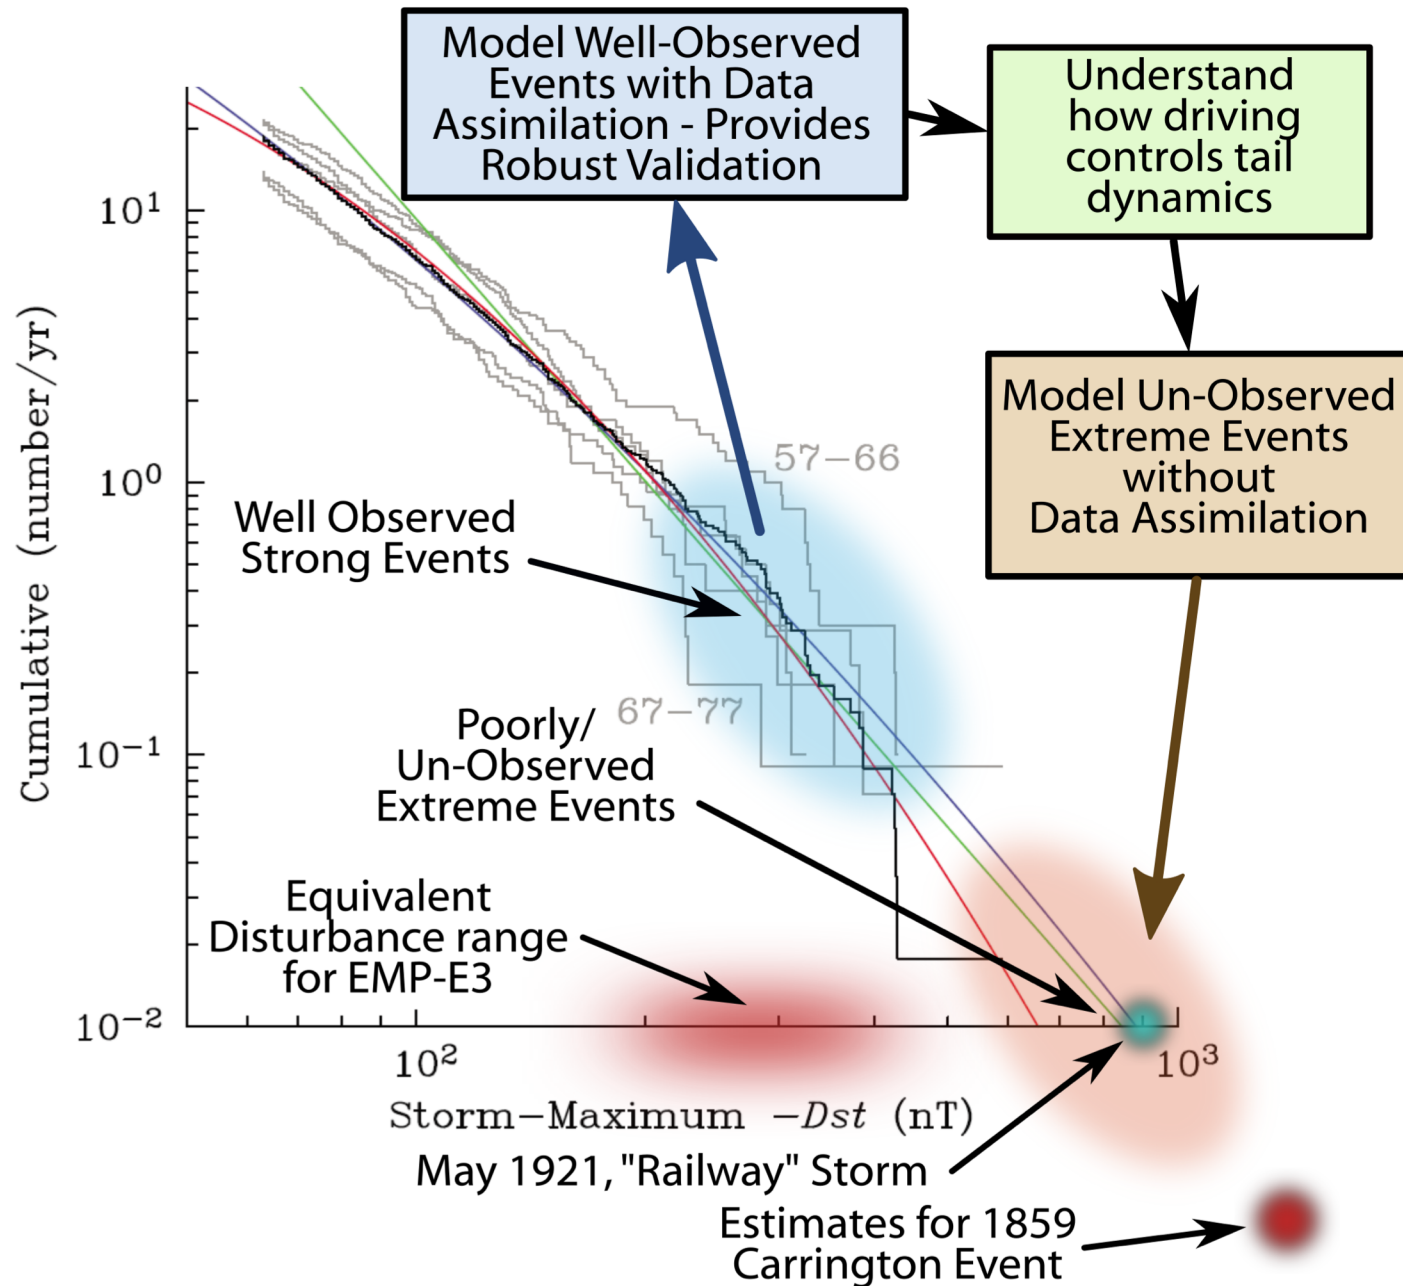 Model Well-Observed
Events with Data
Assimilation - Provides
Robust Validation
Understand
how driving
controls tail
dynamics
Model Un-Observed
Extreme Events
without
Data Assimilation
Cumulative (number/yr)
10¹
10⁰
10⁻¹
10⁻²
57−66
Well Observed
Strong Events
67−77
Poorly/
Un-Observed
Extreme Events
Equivalent
Disturbance range
for EMP-E3
10²
10³
Storm−Maximum −Dst (nT)
May 1921, "Railway" Storm
Estimates for 1859
Carrington Event